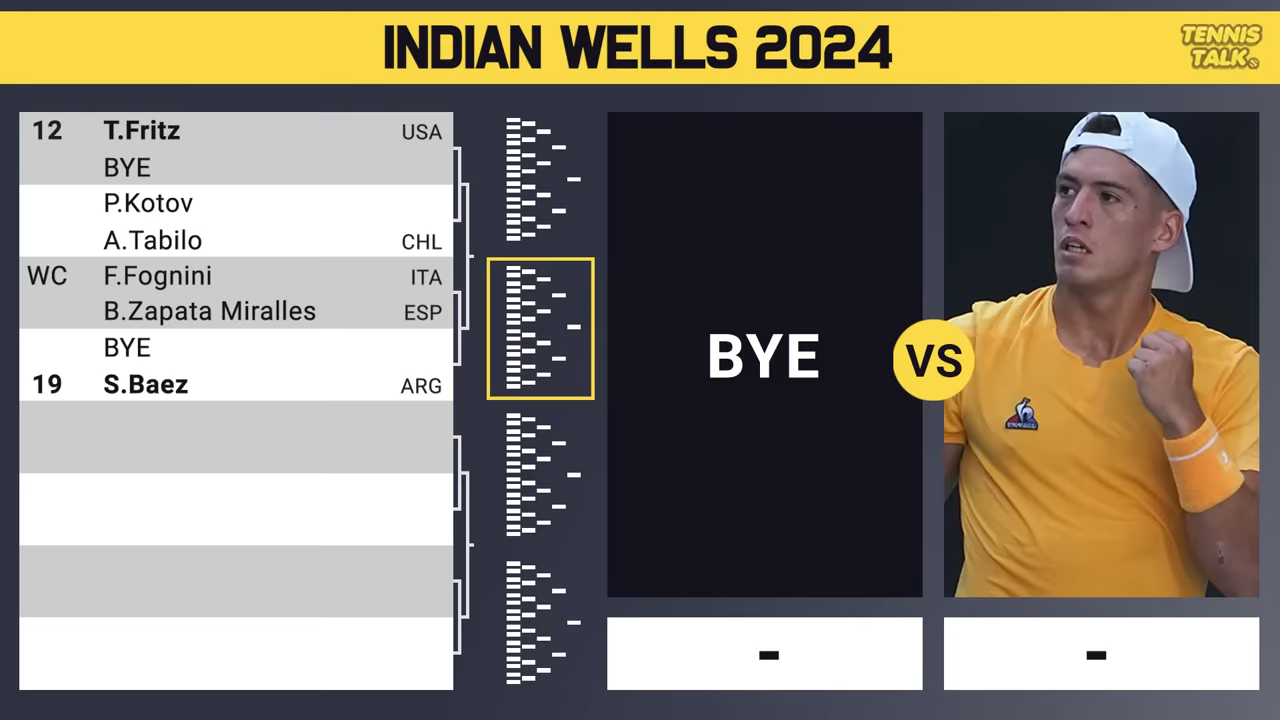 INDIAN WELLS 2024
TENNIS
TALK
12 T.Fritz USA
BYE
P.Kotov
A.Tabilo CHL
WC F.Fognini ITA
B.Zapata Miralles ESP
BYE
19 S.Baez ARG
BYE
VS
-
-